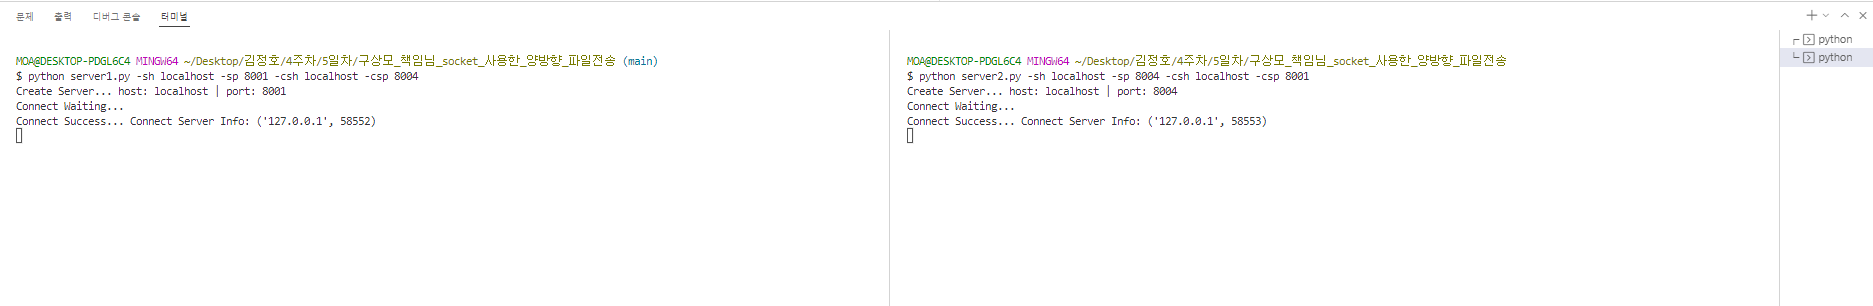 문제 출력 디버그 콘솔 터미널
MOA@DESKTOP-PDGL6C4 MINGW64 ~/Desktop/김정호/4주차/5일차/구상모_책임님_socket_사용한_양방향_파일전송 (main)
$ python server1.py -sh localhost -sp 8001 -csh localhost -csp 8004
Create Server... host: localhost | port: 8001
Connect Waiting...
Connect Success... Connect Server Info: ('127.0.0.1', 58552)
MOA@DESKTOP-PDGL6C4 MINGW64 ~/Desktop/김정호/4주차/5일차/구상모_책임님_socket_사용한_양방향_파일전송
$ python server2.py -sh localhost -sp 8004 -csh localhost -csp 8001
Create Server... host: localhost | port: 8004
Connect Waiting...
Connect Success... Connect Server Info: ('127.0.0.1', 58553)
python
python